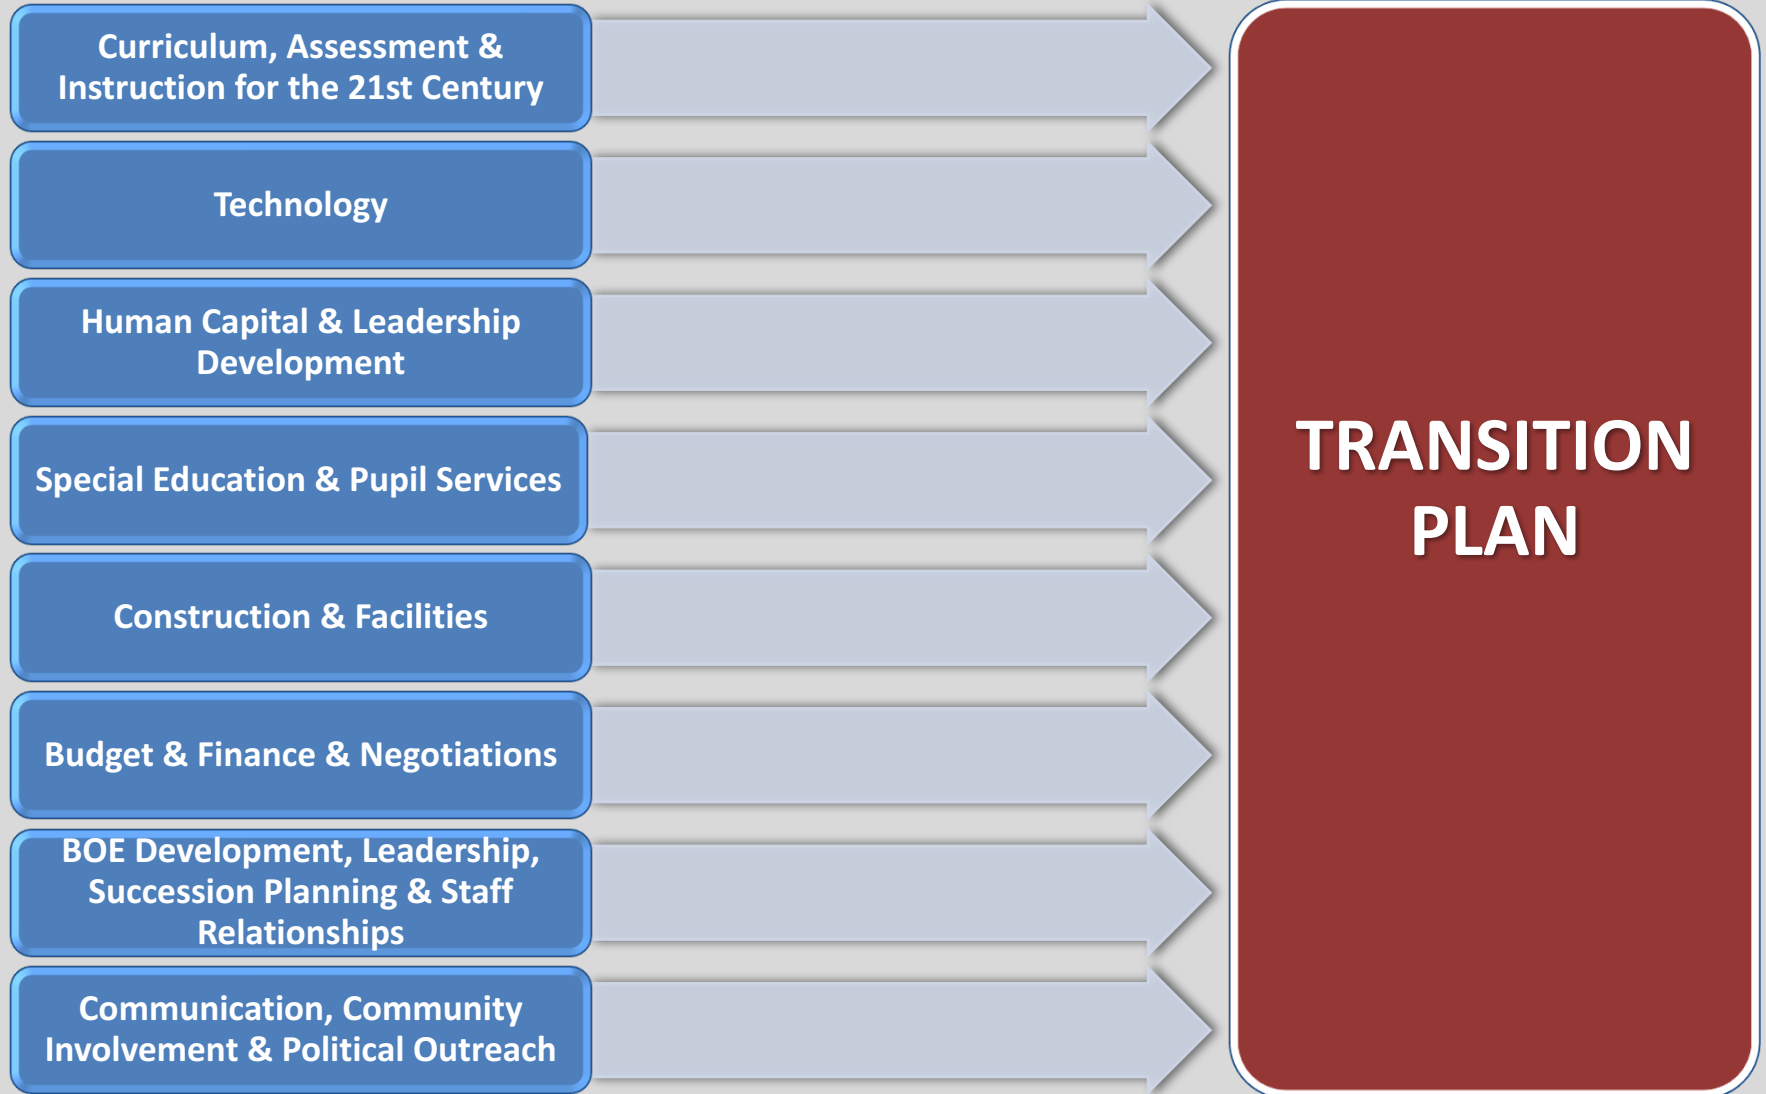 Curriculum, Assessment &
Instruction for the 21st Century
Technology
Human Capital & Leadership
Development
Special Education & Pupil Services
Construction & Facilities
Budget & Finance & Negotiations
BOE Development, Leadership,
Succession Planning & Staff
Relationships
Communication, Community
Involvement & Political Outreach
TRANSITION
PLAN